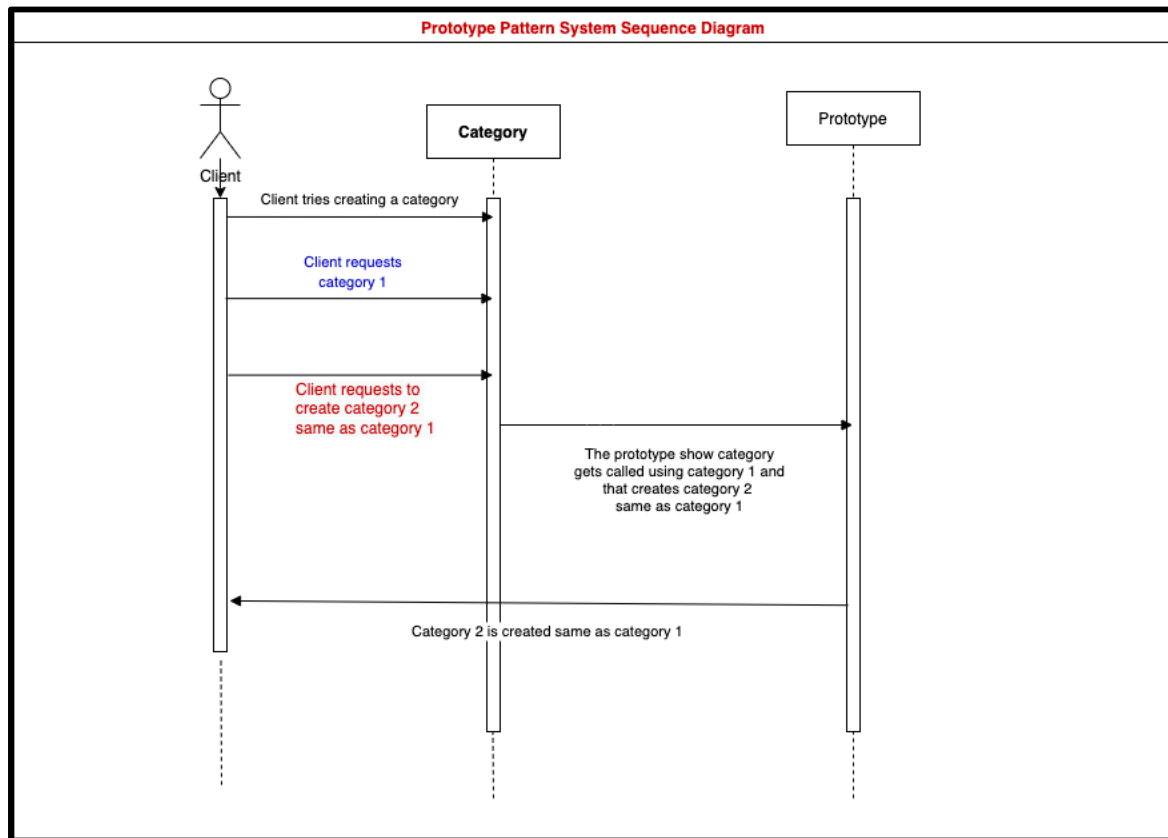 Prototype Pattern System Sequence Diagram
Client
Category
Prototype
Client tries creating a category
Client requests
category 1
Client requests to
create category 2
same as category 1
The prototype show category
gets called using category 1 and
that creates category 2
same as category 1
Category 2 is created same as category 1